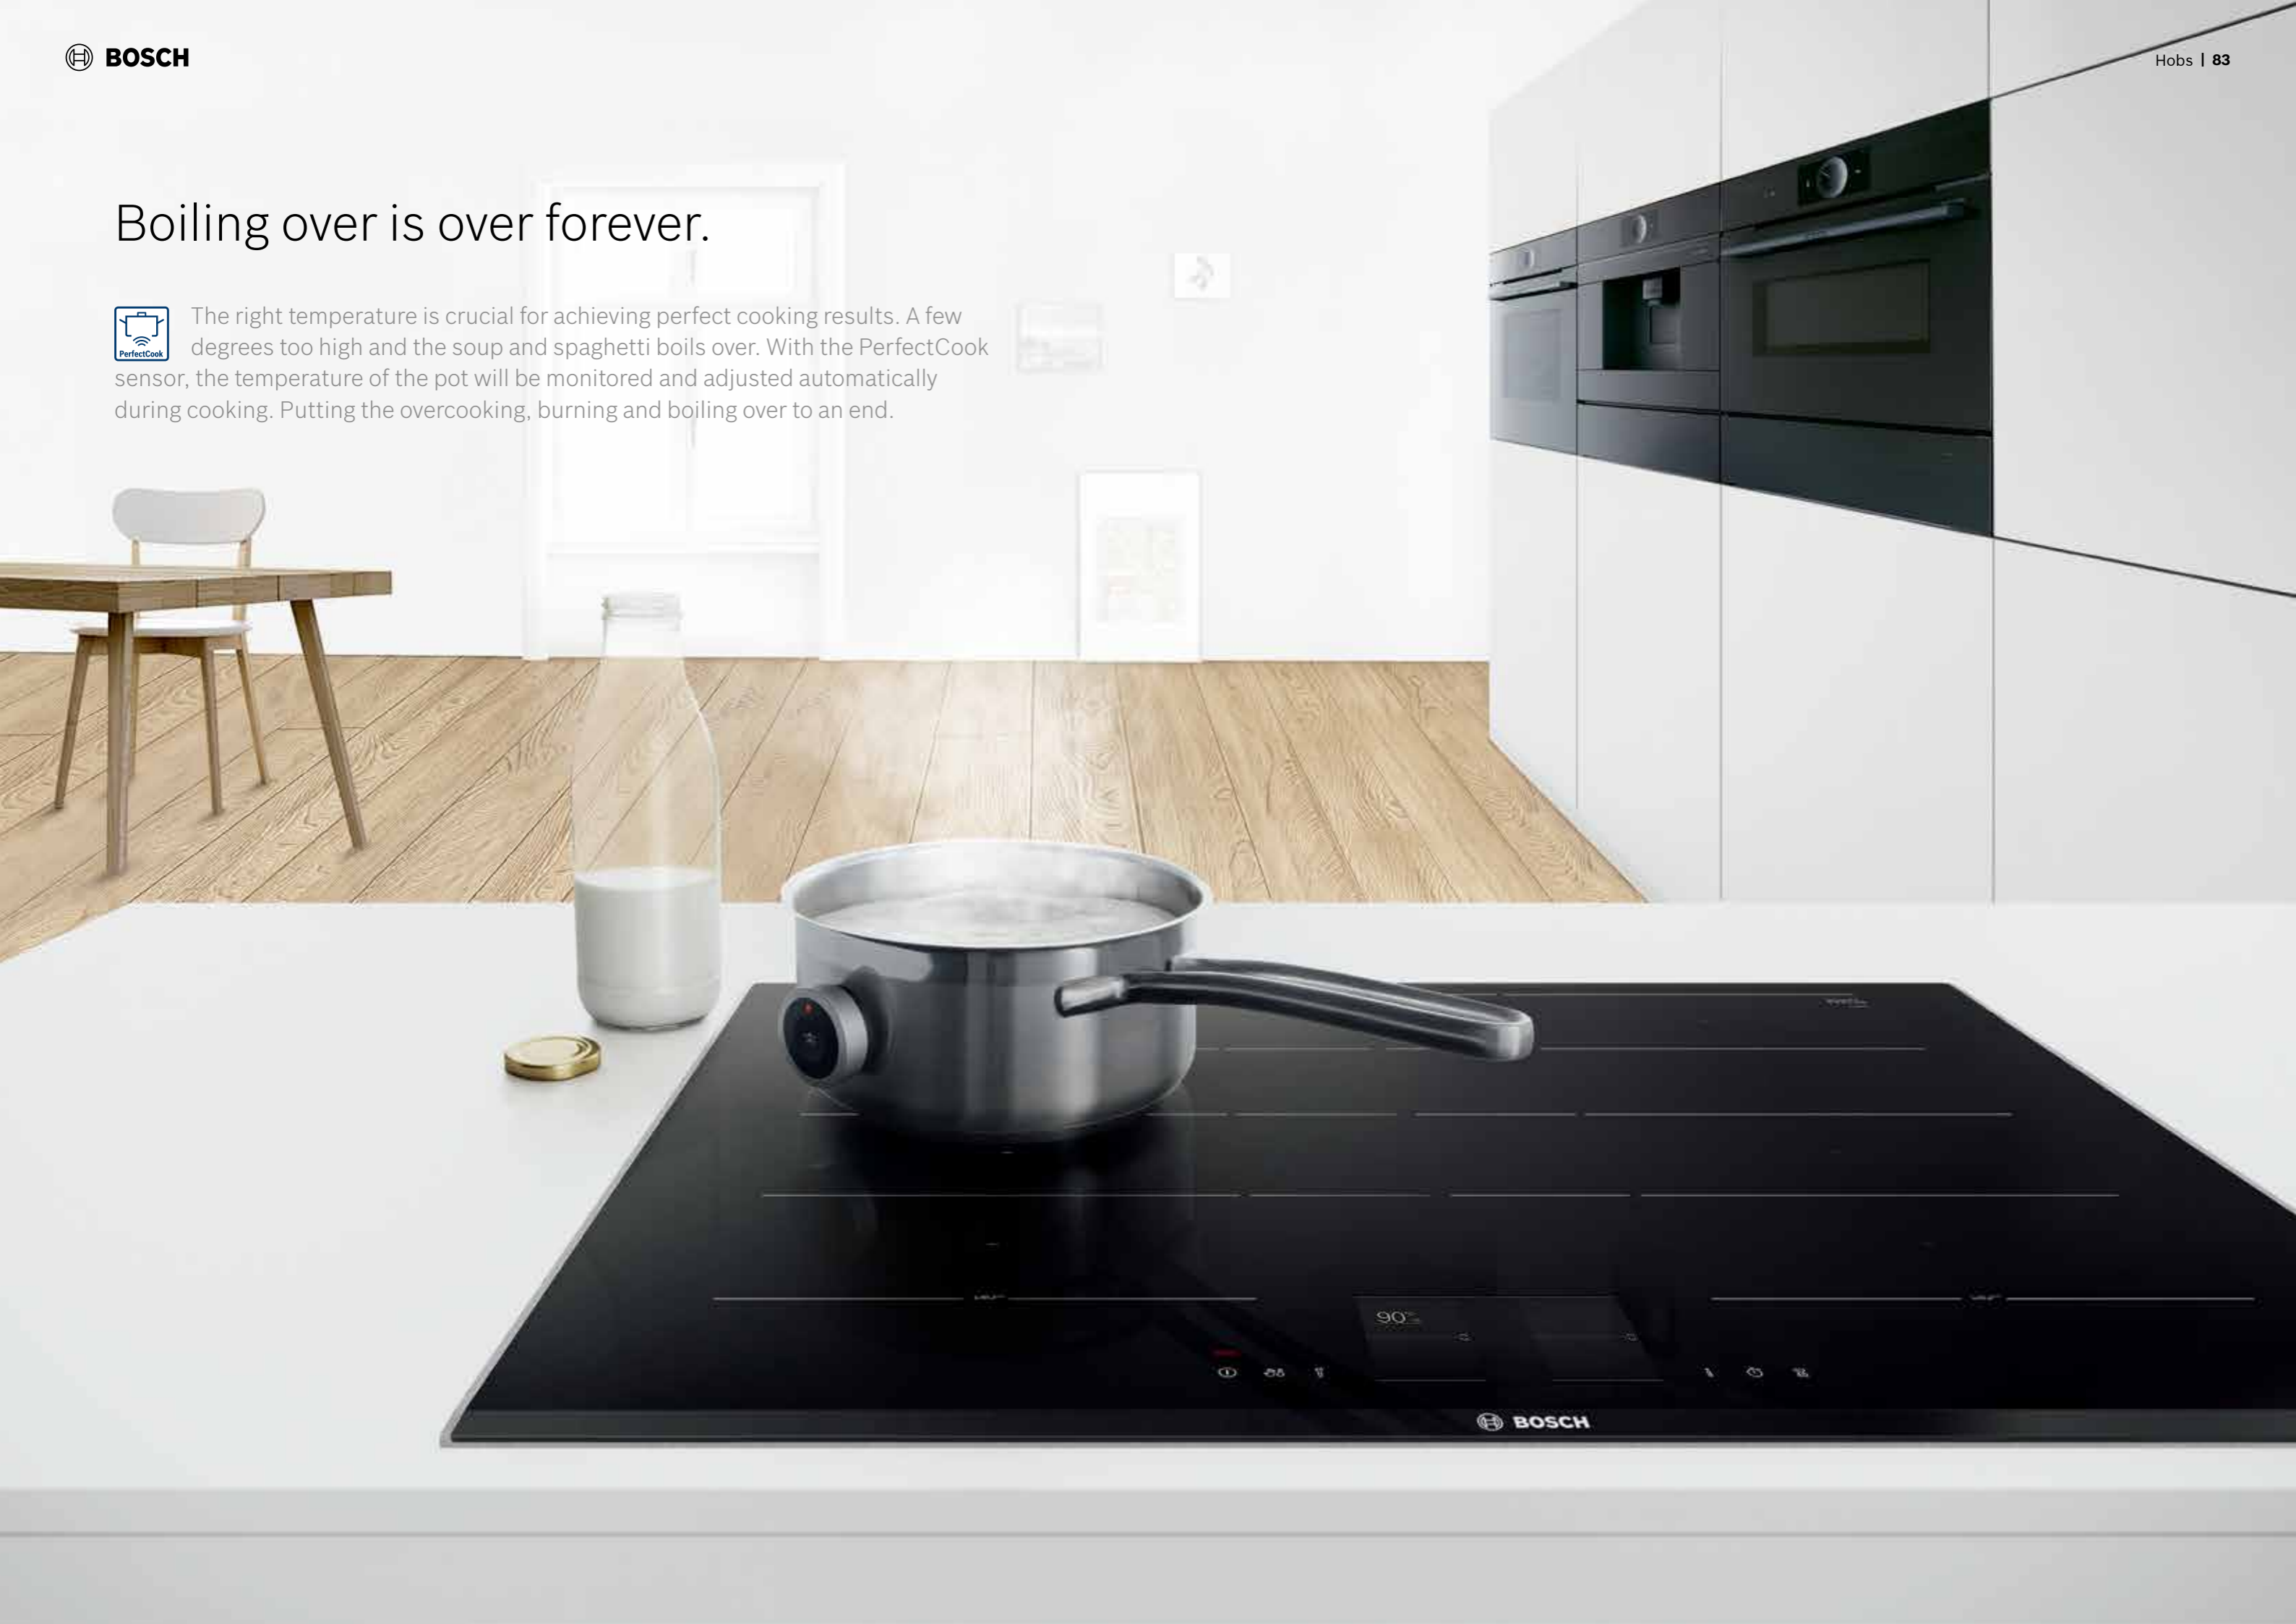 BOSCH
Hobs | 83
Boiling over is over forever.
The right temperature is crucial for achieving perfect cooking results. A few
degrees too high and the soup and spaghetti boils over. With the PerfectCook
PerfectCook
sensor, the temperature of the pot will be monitored and adjusted automatically
during cooking. Putting the overcooking, burning and boiling over to an end.
90°
BOSCH